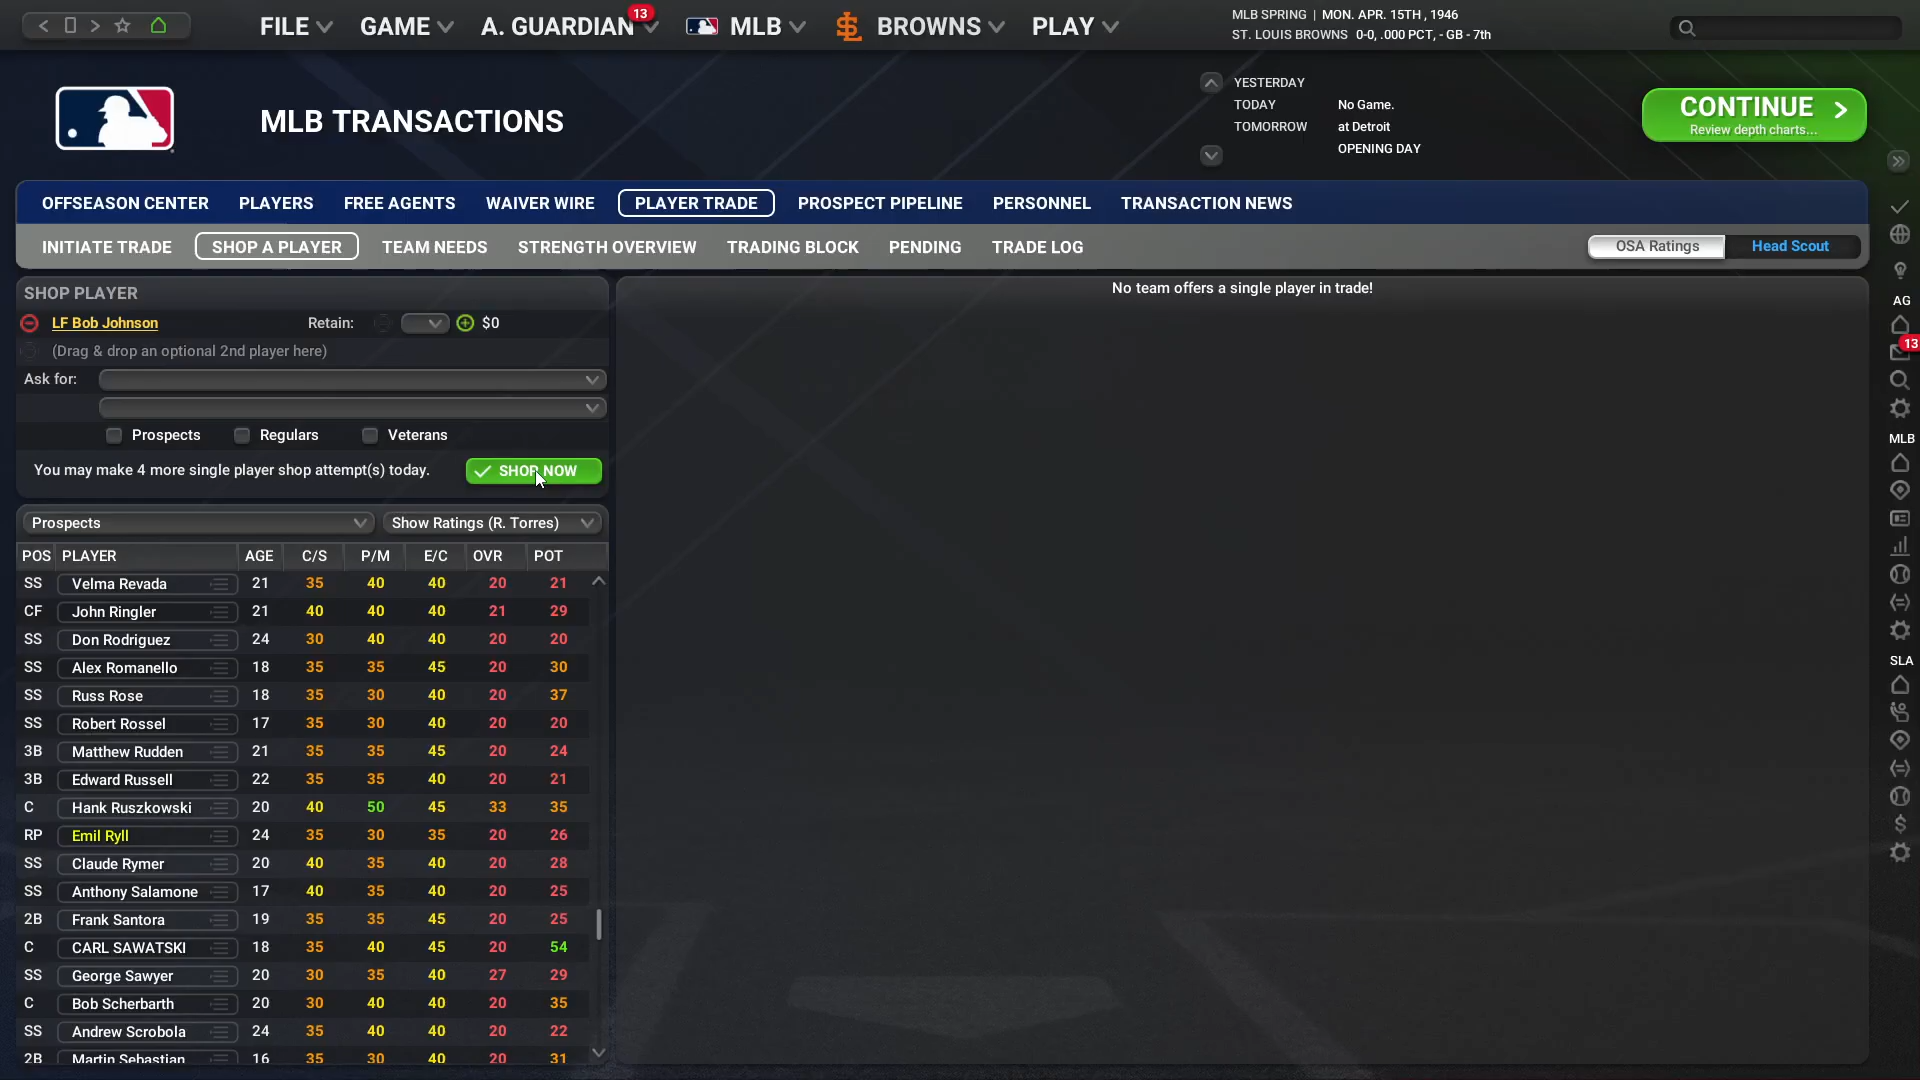 FILE GAME A. GUARDIAN 13 MLB BROWNS PLAY
MLB SPRING | MON. APR. 15TH , 1946
ST. LOUIS BROWNS 0-0, .000 PCT, - GB - 7th
MLB TRANSACTIONS
YESTERDAY
TODAY No Game.
TOMORROW at Detroit
OPENING DAY
CONTINUE
Review depth charts...
OFFSEASON CENTER PLAYERS FREE AGENTS WAIVER WIRE PLAYER TRADE PROSPECT PIPELINE PERSONNEL TRANSACTION NEWS
INITIATE TRADE SHOP A PLAYER TEAM NEEDS STRENGTH OVERVIEW TRADING BLOCK PENDING TRADE LOG OSA Ratings Head Scout
SHOP PLAYER
LF Bob Johnson Retain: $0
(Drag & drop an optional 2nd player here)
Ask for:
Prospects Regulars Veterans
You may make 4 more single player shop attempt(s) today. SHOP NOW
No team offers a single player in trade!
Prospects Show Ratings (R. Torres)
POS PLAYER AGE C/S P/M E/C OVR POT
SS Velma Revada 21 35 40 40 20 21
CF John Ringler 21 40 40 40 21 29
SS Don Rodriguez 24 30 40 40 20 20
SS Alex Romanello 18 35 35 45 20 30
SS Russ Rose 18 35 30 40 20 37
SS Robert Rossel 17 35 30 40 20 20
3B Matthew Rudden 21 35 35 45 20 24
3B Edward Russell 22 35 35 40 20 21
C Hank Ruszkowski 20 40 50 45 33 35
RP Emil Ryll 24 35 30 35 20 26
SS Claude Rymer 20 40 35 40 20 28
SS Anthony Salamone 17 40 35 40 20 25
2B Frank Santora 19 35 35 45 20 25
C CARL SAWATSKI 18 35 40 45 20 54
SS George Sawyer 20 30 35 40 27 29
C Bob Scherbarth 20 30 40 40 20 35
SS Andrew Scrobola 24 35 40 40 20 22
2B Martin Sebastian 16 35 30 40 20 31
AG
13
MLB
SLA